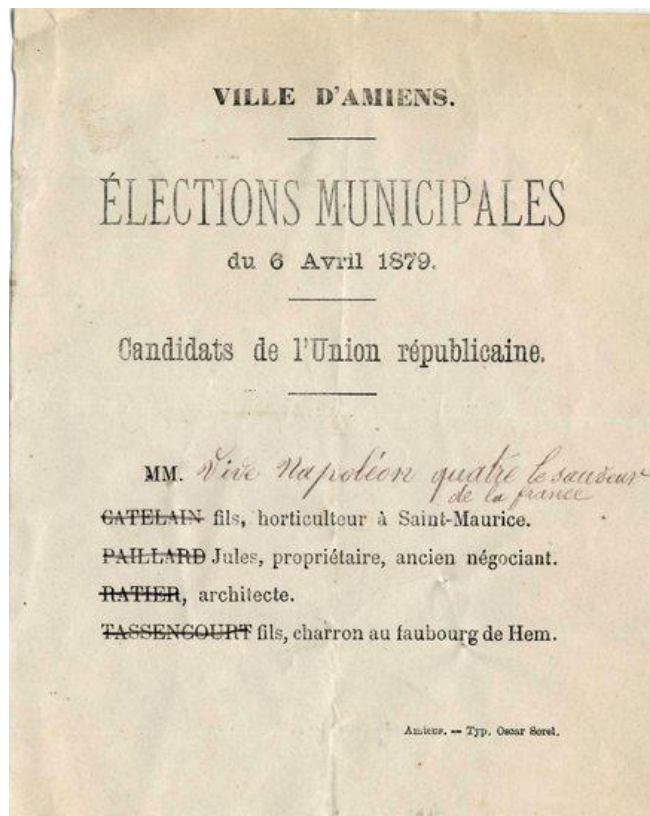 VILLE D'AMIENS.
ÉLECTIONS MUNICIPALES
du 6 Avril 1879.
Candidats de l'Union républicaine.
MM. Vive Napoléon quatre le sauveur
de la france
CATELAIN fils, horticulteur à Saint-Maurice.
PAILLARD Jules, propriétaire, ancien négociant.
RATIER, architecte.
TASSENCOURT fils, charron au faubourg de Hem.
Amiens. — Typ. Oscar Sorel.